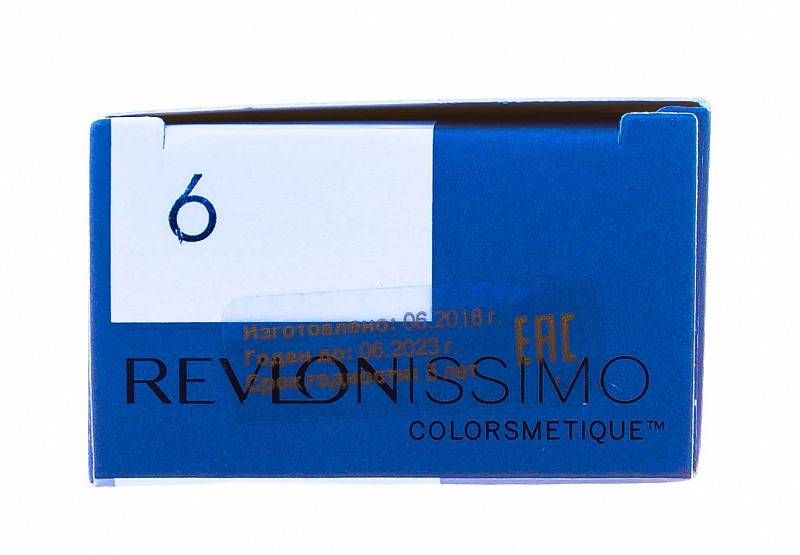 6
Изготовлено: 06.2018 г.
Годен до: 06.2023 г.
Срок годности: 5 лет
EAC
REVLONISSIMO
COLORSMETIQUE™